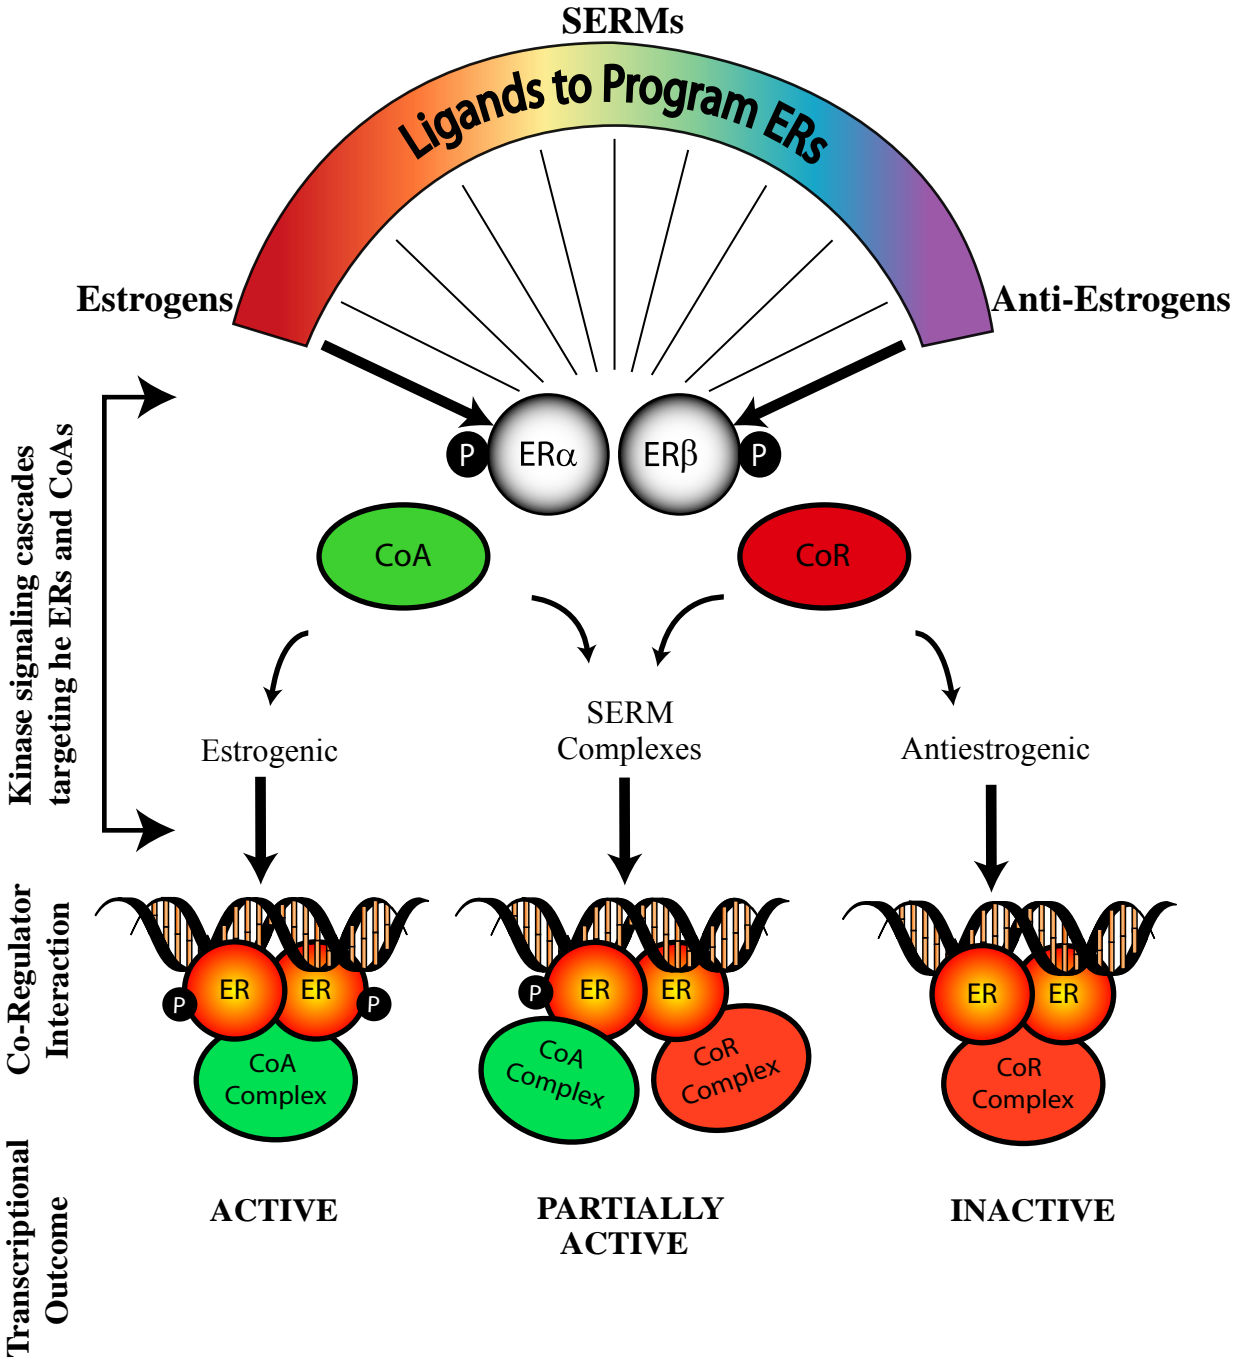 SERMs
Ligands to Program ERs
Estrogens
Anti-Estrogens
P
ERα
ERβ
P
CoA
CoR
Kinase signaling cascades
targeting he ERs and CoAs
Estrogenic
SERM
Complexes
Antiestrogenic
Co-Regulator
Interaction
P
ER
ER
P
CoA
Complex
P
ER
ER
CoA
Complex
CoR
Complex
ER
ER
CoR
Complex
Transcriptional
Outcome
ACTIVE
PARTIALLY
ACTIVE
INACTIVE